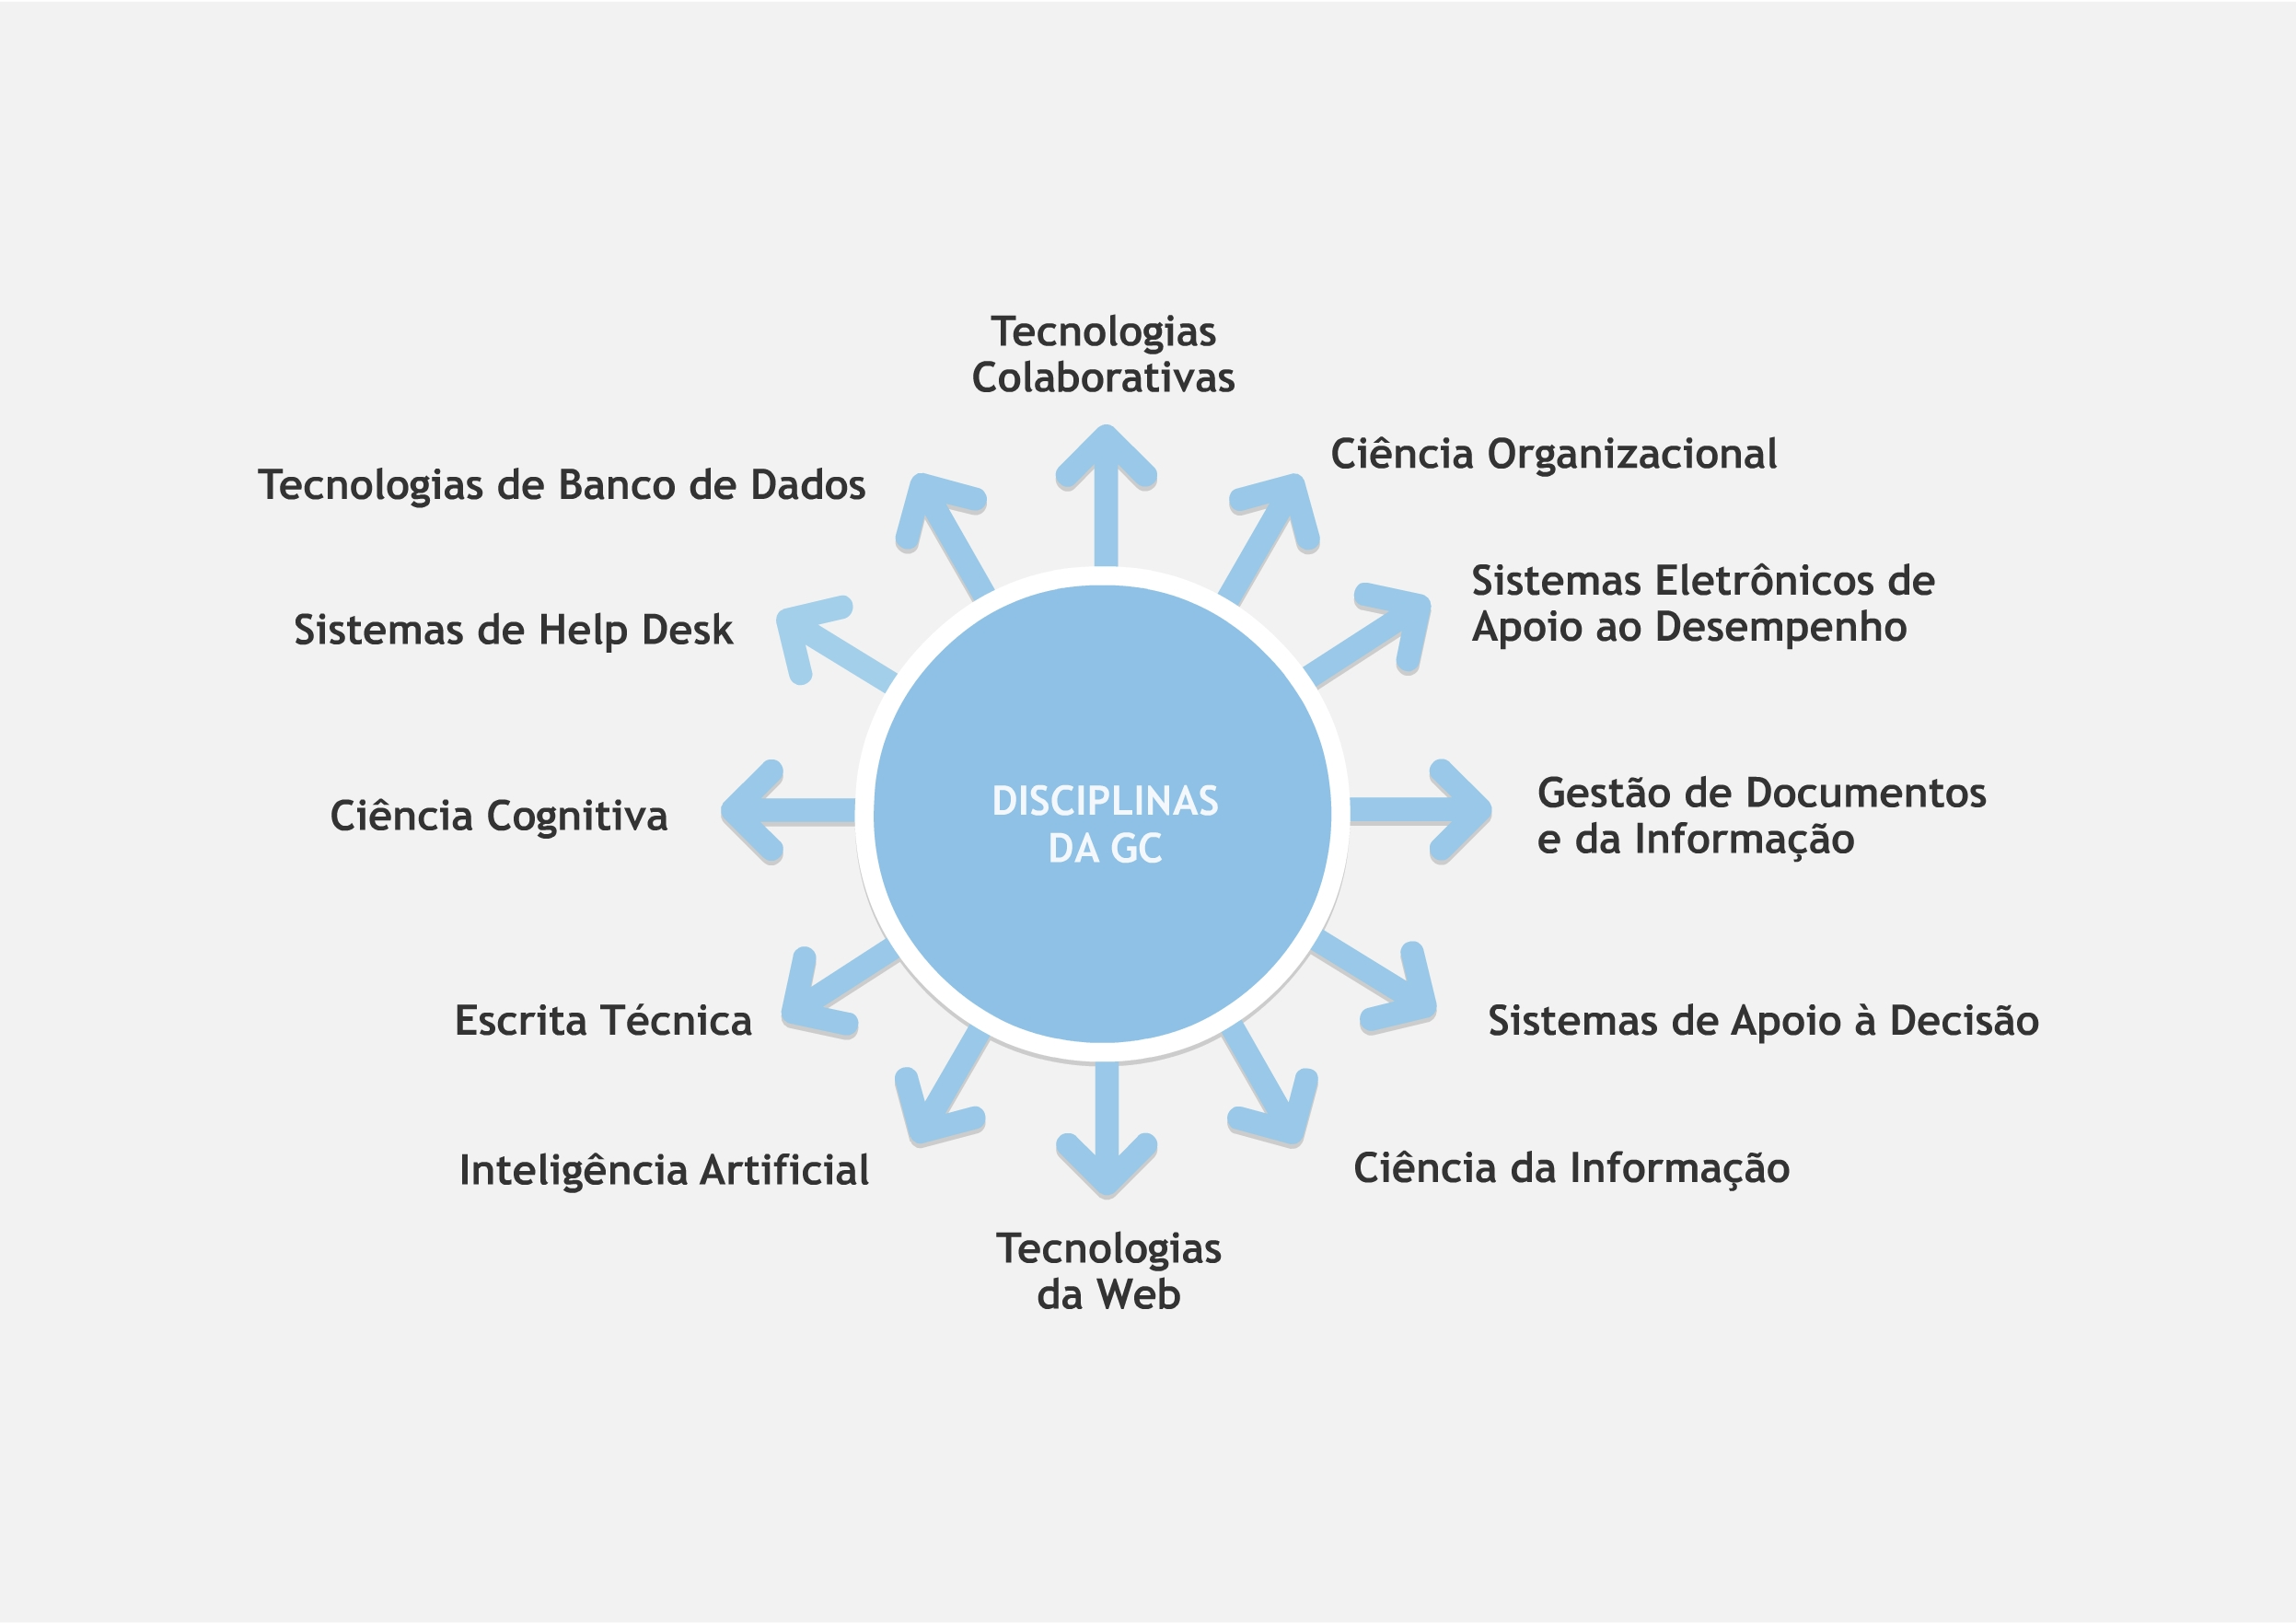 Tecnologias
Colaborativas
Ciência Organizacional
Tecnologias de Banco de Dados
Sistemas Eletrônicos de
Apoio ao Desempenho
Sistemas de Help Desk
Gestão de Documentos
e da Informação
DISCIPLINAS
DA GC
Ciência Cognitiva
Escrita Técnica
Sistemas de Apoio à Decisão
Inteligência Artificial
Ciência da Informação
Tecnologias
da Web